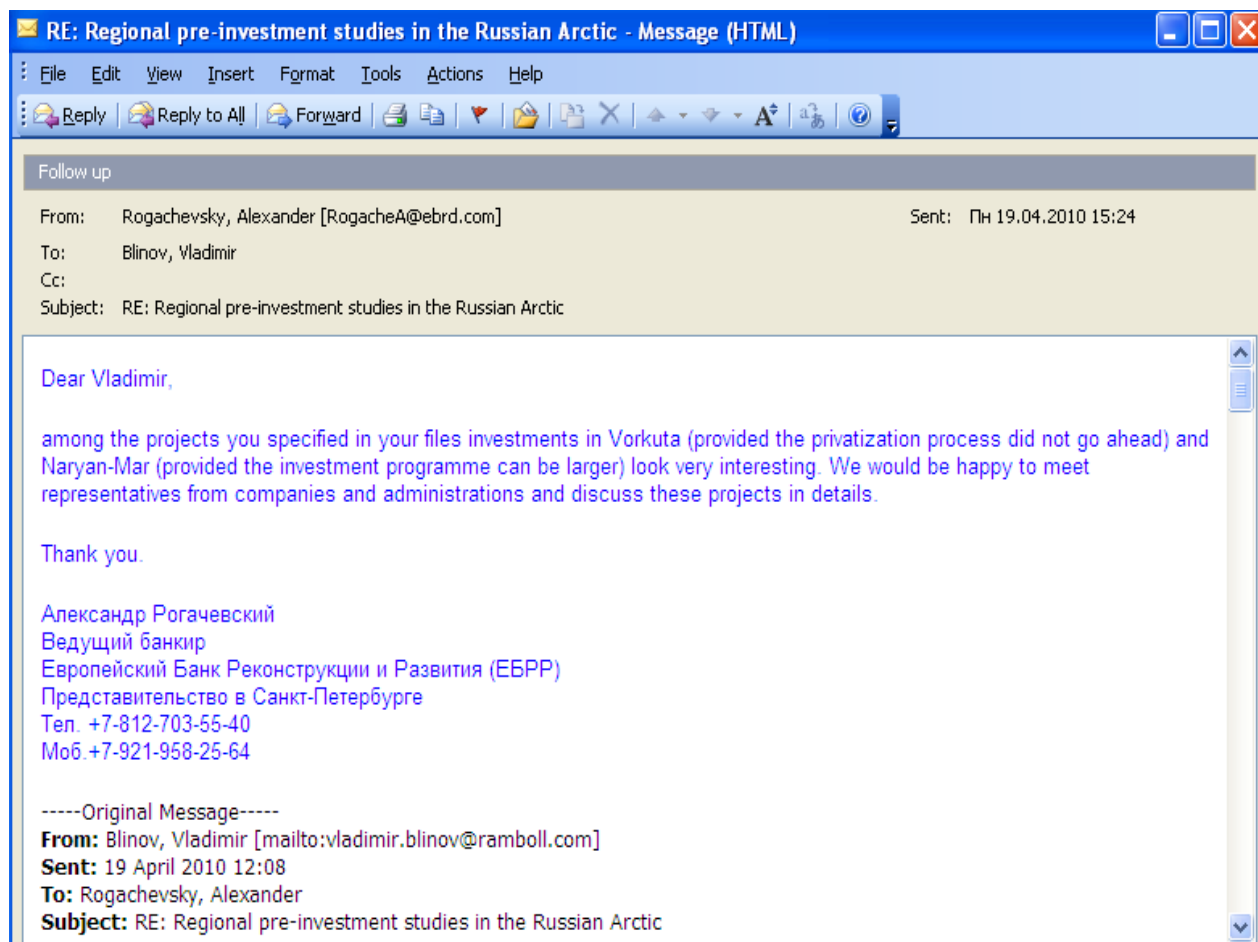 RE: Regional pre-investment studies in the Russian Arctic - Message (HTML)
File Edit View Insert Format Tools Actions Help
Reply Reply to All Forward
Follow up
From: Rogachevsky, Alexander [RogacheA@ebrd.com] Sent: Пн 19.04.2010 15:24
To: Blinov, Vladimir
Cc:
Subject: RE: Regional pre-investment studies in the Russian Arctic
Dear Vladimir,
among the projects you specified in your files investments in Vorkuta (provided the privatization process did not go ahead) and
Naryan-Mar (provided the investment programme can be larger) look very interesting. We would be happy to meet
representatives from companies and administrations and discuss these projects in details.
Thank you.
Александр Рогачевский
Ведущий банкир
Европейский Банк Реконструкции и Развития (ЕБРР)
Представительство в Санкт-Петербурге
Тел. +7-812-703-55-40
Моб.+7-921-958-25-64
-----Original Message-----
From: Blinov, Vladimir [mailto:vladimir.blinov@ramboll.com]
Sent: 19 April 2010 12:08
To: Rogachevsky, Alexander
Subject: RE: Regional pre-investment studies in the Russian Arctic